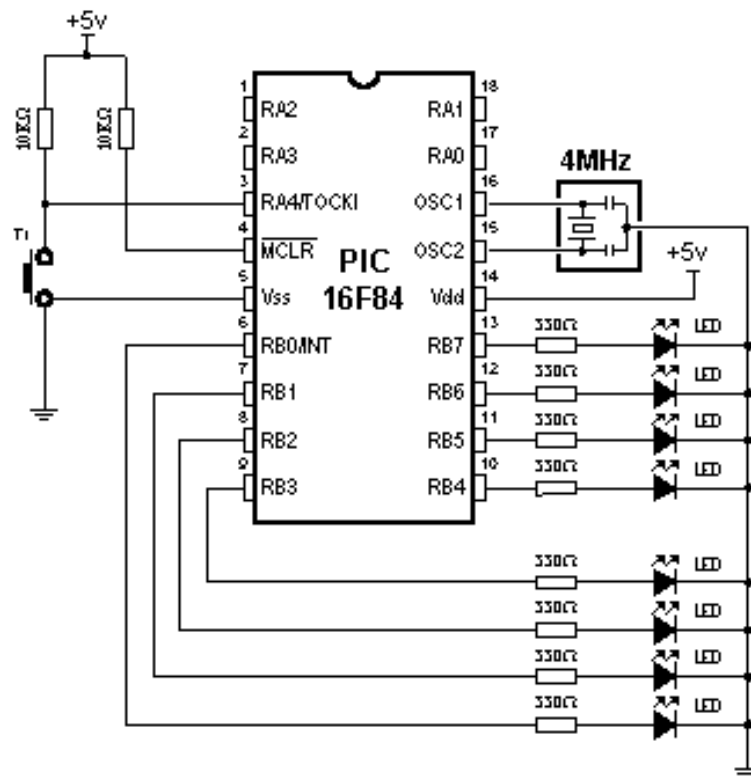 +5v
10KΩ
10KΩ
T1
1
RA2
2
RA3
3
RA4/TOCKI
4
MCLR
5
Vss
6
RB0/INT
7
RB1
8
RB2
9
RB3
PIC
16F84
18
RA1
17
RA0
16
OSC1
15
OSC2
14
Vdd
13
RB7
12
RB6
11
RB5
10
RB4
4MHz
+5v
330Ω
LED
330Ω
LED
330Ω
LED
330Ω
LED
330Ω
LED
330Ω
LED
330Ω
LED
330Ω
LED